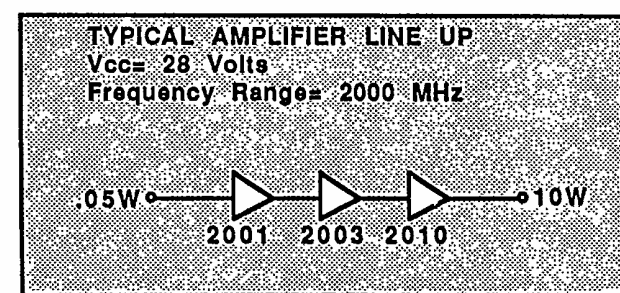 TYPICAL AMPLIFIER LINE UP
Vcc= 28 Volts
Frequency Range= 2000 MHz
.05W 10W
2001 2003 2010